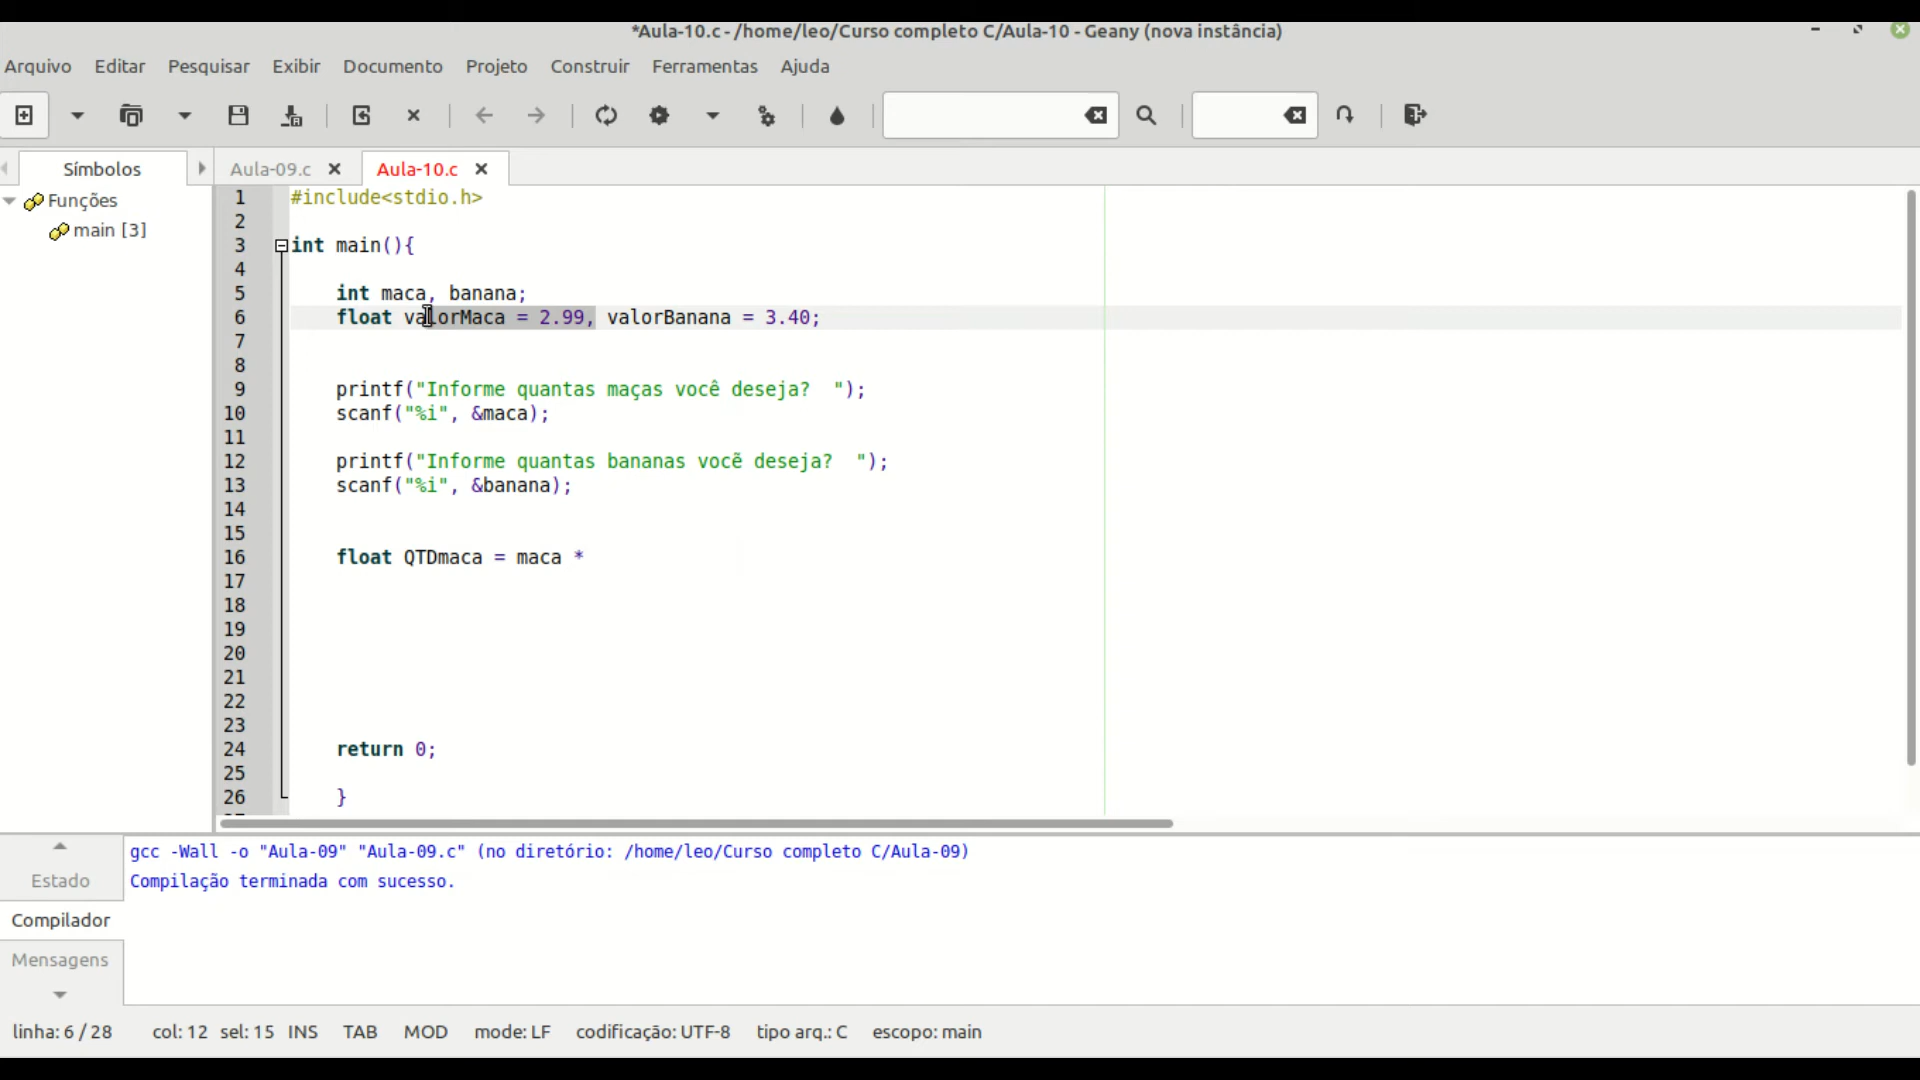 *Aula-10.c - /home/leo/Curso completo C/Aula-10 - Geany (nova instância)
Arquivo Editar Pesquisar Exibir Documento Projeto Construir Ferramentas Ajuda
Símbolos Aula-09.c Aula-10.c
Funções
main [3]
1 #include<stdio.h>
2
3 int main(){
4
5 int maca, banana;
6 float valorMaca = 2.99, valorBanana = 3.40;
7
8
9 printf("Informe quantas maças você deseja?  ");
10 scanf("%i", &maca);
11
12 printf("Informe quantas bananas vocẽ deseja?  ");
13 scanf("%i", &banana);
14
15
16 float QTDmaca = maca *
17
18
19
20
21
22
23
24 return 0;
25
26 }
Estado
Compilador
Mensagens
gcc -Wall -o "Aula-09" "Aula-09.c" (no diretório: /home/leo/Curso completo C/Aula-09)
Compilação terminada com sucesso.
linha: 6 / 28 col: 12 sel: 15 INS TAB MOD mode: LF codificação: UTF-8 tipo arq.: C escopo: main